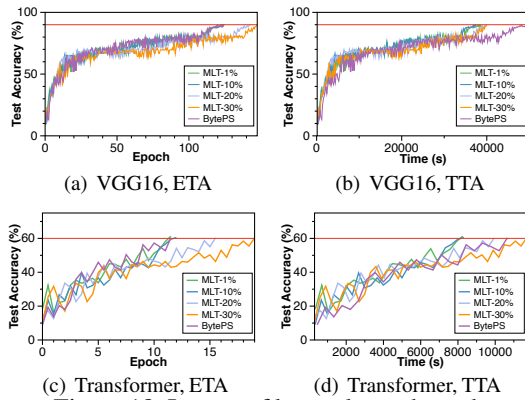 100
50
0
Test Accuracy (%)
MLT-1%
MLT-10%
MLT-20%
MLT-30%
BytePS
0 50 100
Epoch
(a) VGG16, ETA
100
50
0
Test Accuracy (%)
MLT-1%
MLT-10%
MLT-20%
MLT-30%
BytePS
0 20000 40000
Time (s)
(b) VGG16, TTA
60
40
20
0
Test Accuracy (%)
MLT-1%
MLT-10%
MLT-20%
MLT-30%
BytePS
0 5 10 15
Epoch
(c) Transformer, ETA
60
40
20
0
Test Accuracy (%)
MLT-1%
MLT-10%
MLT-20%
MLT-30%
BytePS
2000 4000 6000 8000 10000
Time (s)
(d) Transformer, TTA